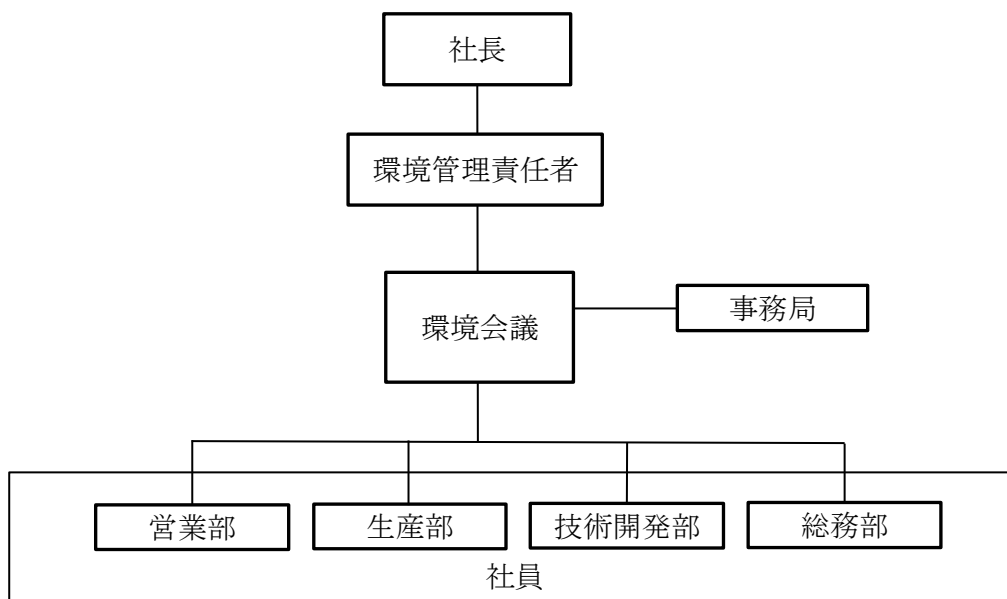 社長
環境管理責任者
環境会議
事務局
営業部
生産部
技術開発部
総務部
社員